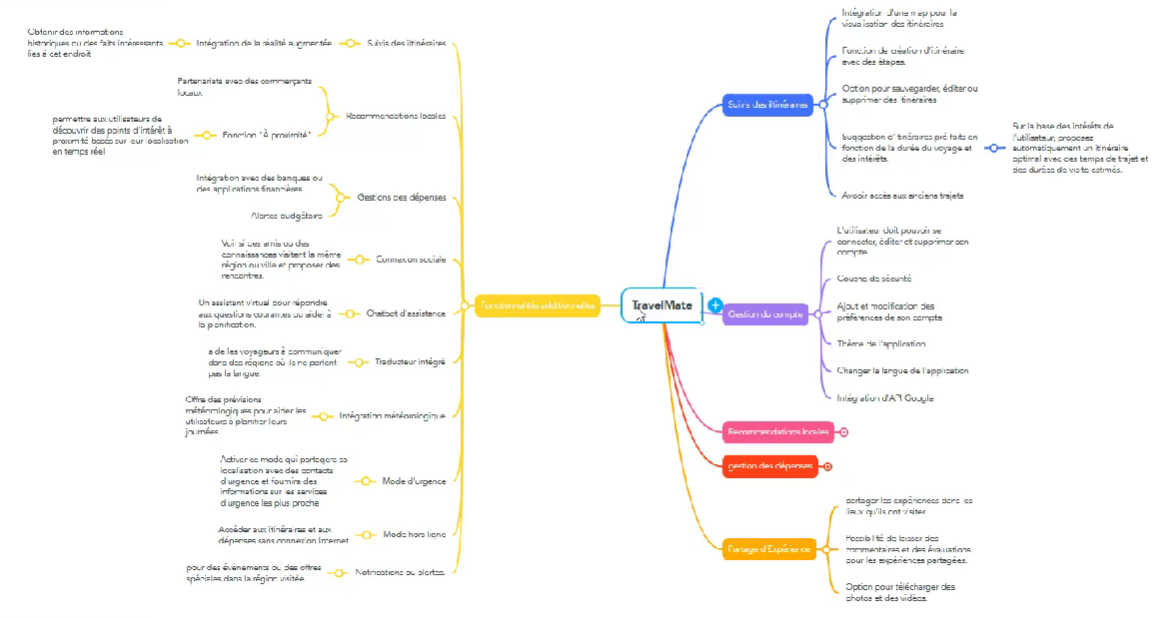 Obtenir des informations
historiques ou des faits intéressants
liés à cet endroit
Intégration de la réalité augmentée
Suivis des itinéraires
Partenariats avec des commerçants
locaux.
Recommendations locales
permettre aux utilisateurs de
découvrir des points d'intérêt à
proximité basés sur leur localisation
en temps réel
Fonction "À proximité"
Intégration avec des banques ou
des applications financières
Gestions des dépenses
Alertes budgétaire
Voir si des amis ou des
connaissances visitent la même
région ou ville et proposer des
rencontres.
Connexion sociale
Un assistant virtuel pour répondre
aux questions courantes ou aider à
la planification.
Chatbot d'assistance
a de les voyageurs à communiquer
dans des régions où ils ne parlent
pas la langue.
Traducteur intégré
Offre des prévisions
météorologiques pour aider les
utilisateurs à planifier leurs
journées.
Intégration météorologique
Activer ce mode qui partagera sa
localisation avec des contacts
d'urgence et fournira des
informations sur les services
d'urgence les plus proche
Mode d'urgence
Accéder aux itinéraires et aux
dépenses sans connexion Internet
Mode hors ligne
pour des événements ou des offres
spéciales dans la région visitée.
Notifications ou alertes.
Fonctionnalités additionnelles
TravelMate
Suivis des itinéraires
Intégration d'une map pour la
visualisation des itinéraires
Fonction de création d'itinéraire
avec des étapes.
Option pour sauvegarder, éditer ou
supprimer des itineraires
Suggestion d'itinéraires pré faits en
fonction de la durée du voyage et
des intérêts.
Sur la base des intérêts de
l'utilisateur, proposez
automatiquement un itinéraire
optimal avec des temps de trajet et
des durées de visite estimés.
Avpoir accès aux anciens trajets
Gestion du compte
L'utilisateur doit pouvoir se
connecter, éditer et supprimer son
compte
Couche de sécurité
Ajout et modification des
préférences de son compte
Thème de l'application
Changer la langue de l'application
Intégration d'API Google
Recommendations locales
gestion des dépenses
Partage d'Expérience
partager les expériences dans les
lieux qu'ils ont visiter
Possibilité de laisser des
commentaires et des évaluations
pour les expériences partagées.
Option pour télécharger des
photos et des vidéos.